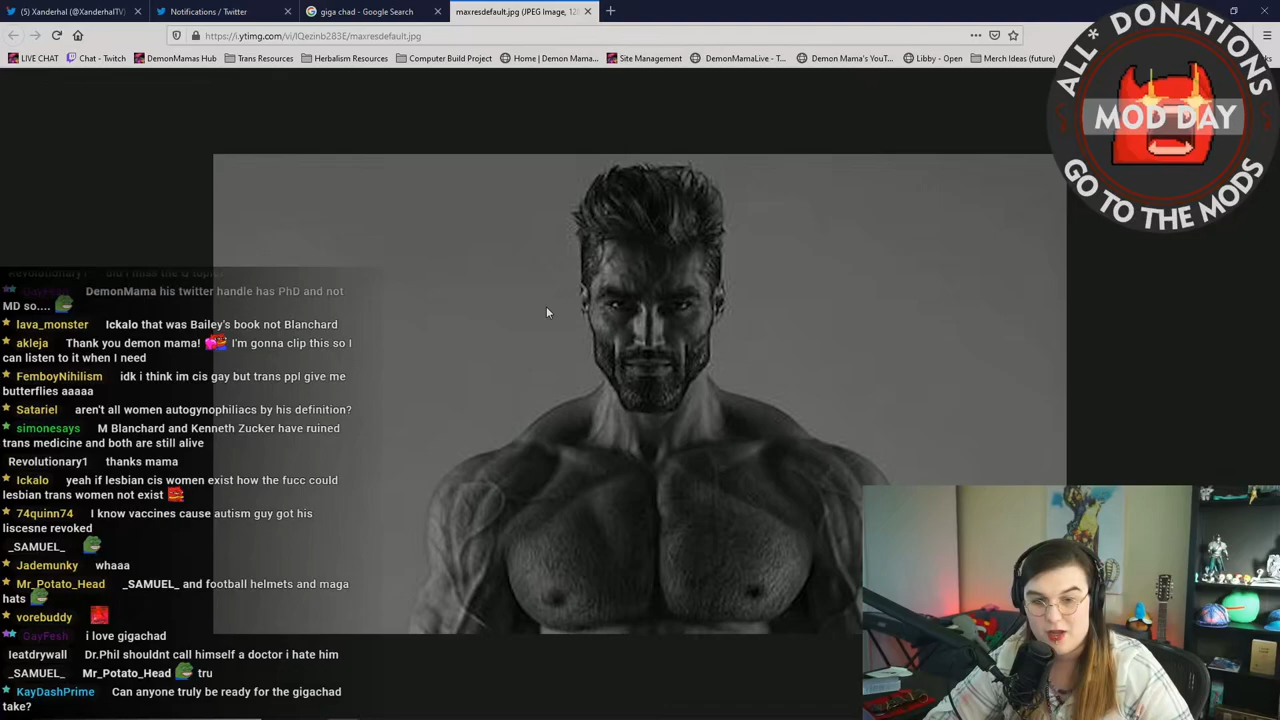 (5) Xanderhal (@XanderhalTV)
Notifications / Twitter
giga chad - Google Search
maxresdefault.jpg (JPEG Image, 12
https://i.ytimg.com/vi/IQezinb283E/maxresdefault.jpg
LIVE CHAT
Chat - Twitch
DemonMamas Hub
Trans Resources
Herbalism Resources
Computer Build Project
Home | Demon Mama...
Site Management
DemonMamaLive - T...
Demon Mama's YouT...
Libby - Open
Merch Ideas (future)
ALL* DONATIONS
MOD DAY
GO TO THE MODS
Revolutionary1 did i miss the Q topic?
DemonMama his twitter handle has PhD and not
MD so....
lava_monster Ickalo that was Bailey's book not Blanchard
akleja Thank you demon mama! I'm gonna clip this so I
can listen to it when I need
FemboyNihilism idk i think im cis gay but trans ppl give me
butterflies aaaaa
Satariel aren't all women autogynophiliacs by his definition?
simonesays M Blanchard and Kenneth Zucker have ruined
trans medicine and both are still alive
Revolutionary1 thanks mama
Ickalo yeah if lesbian cis women exist how the fucc could
lesbian trans women not exist
74quinn74 I know vaccines cause autism guy got his
liscesne revoked
_SAMUEL_
Jademunky whaaa
Mr_Potato_Head _SAMUEL_ and football helmets and maga
hats
vorebuddy
GayFesh i love gigachad
Ieatdrywall Dr.Phil shouldnt call himself a doctor i hate him
_SAMUEL_ Mr_Potato_Head tru
KayDashPrime Can anyone truly be ready for the gigachad
take?